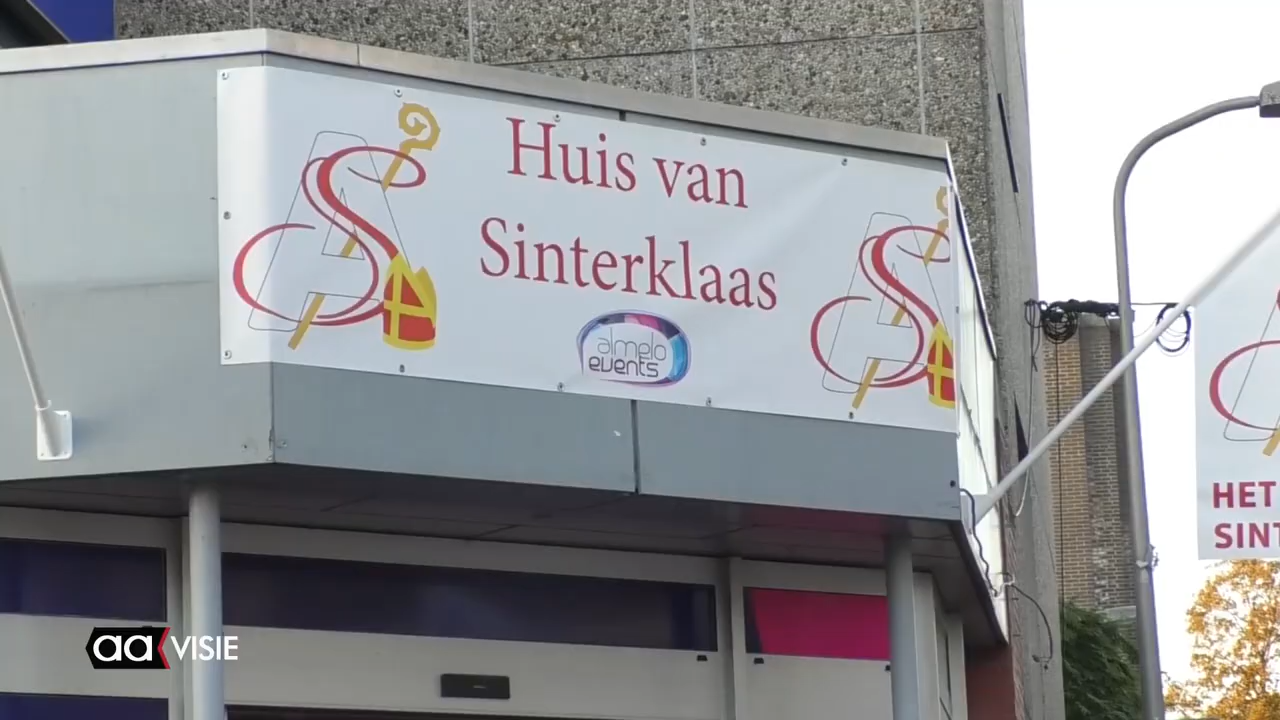 Huis van
Sinterklaas
almelo
events
HET
SINT
aa VISIE